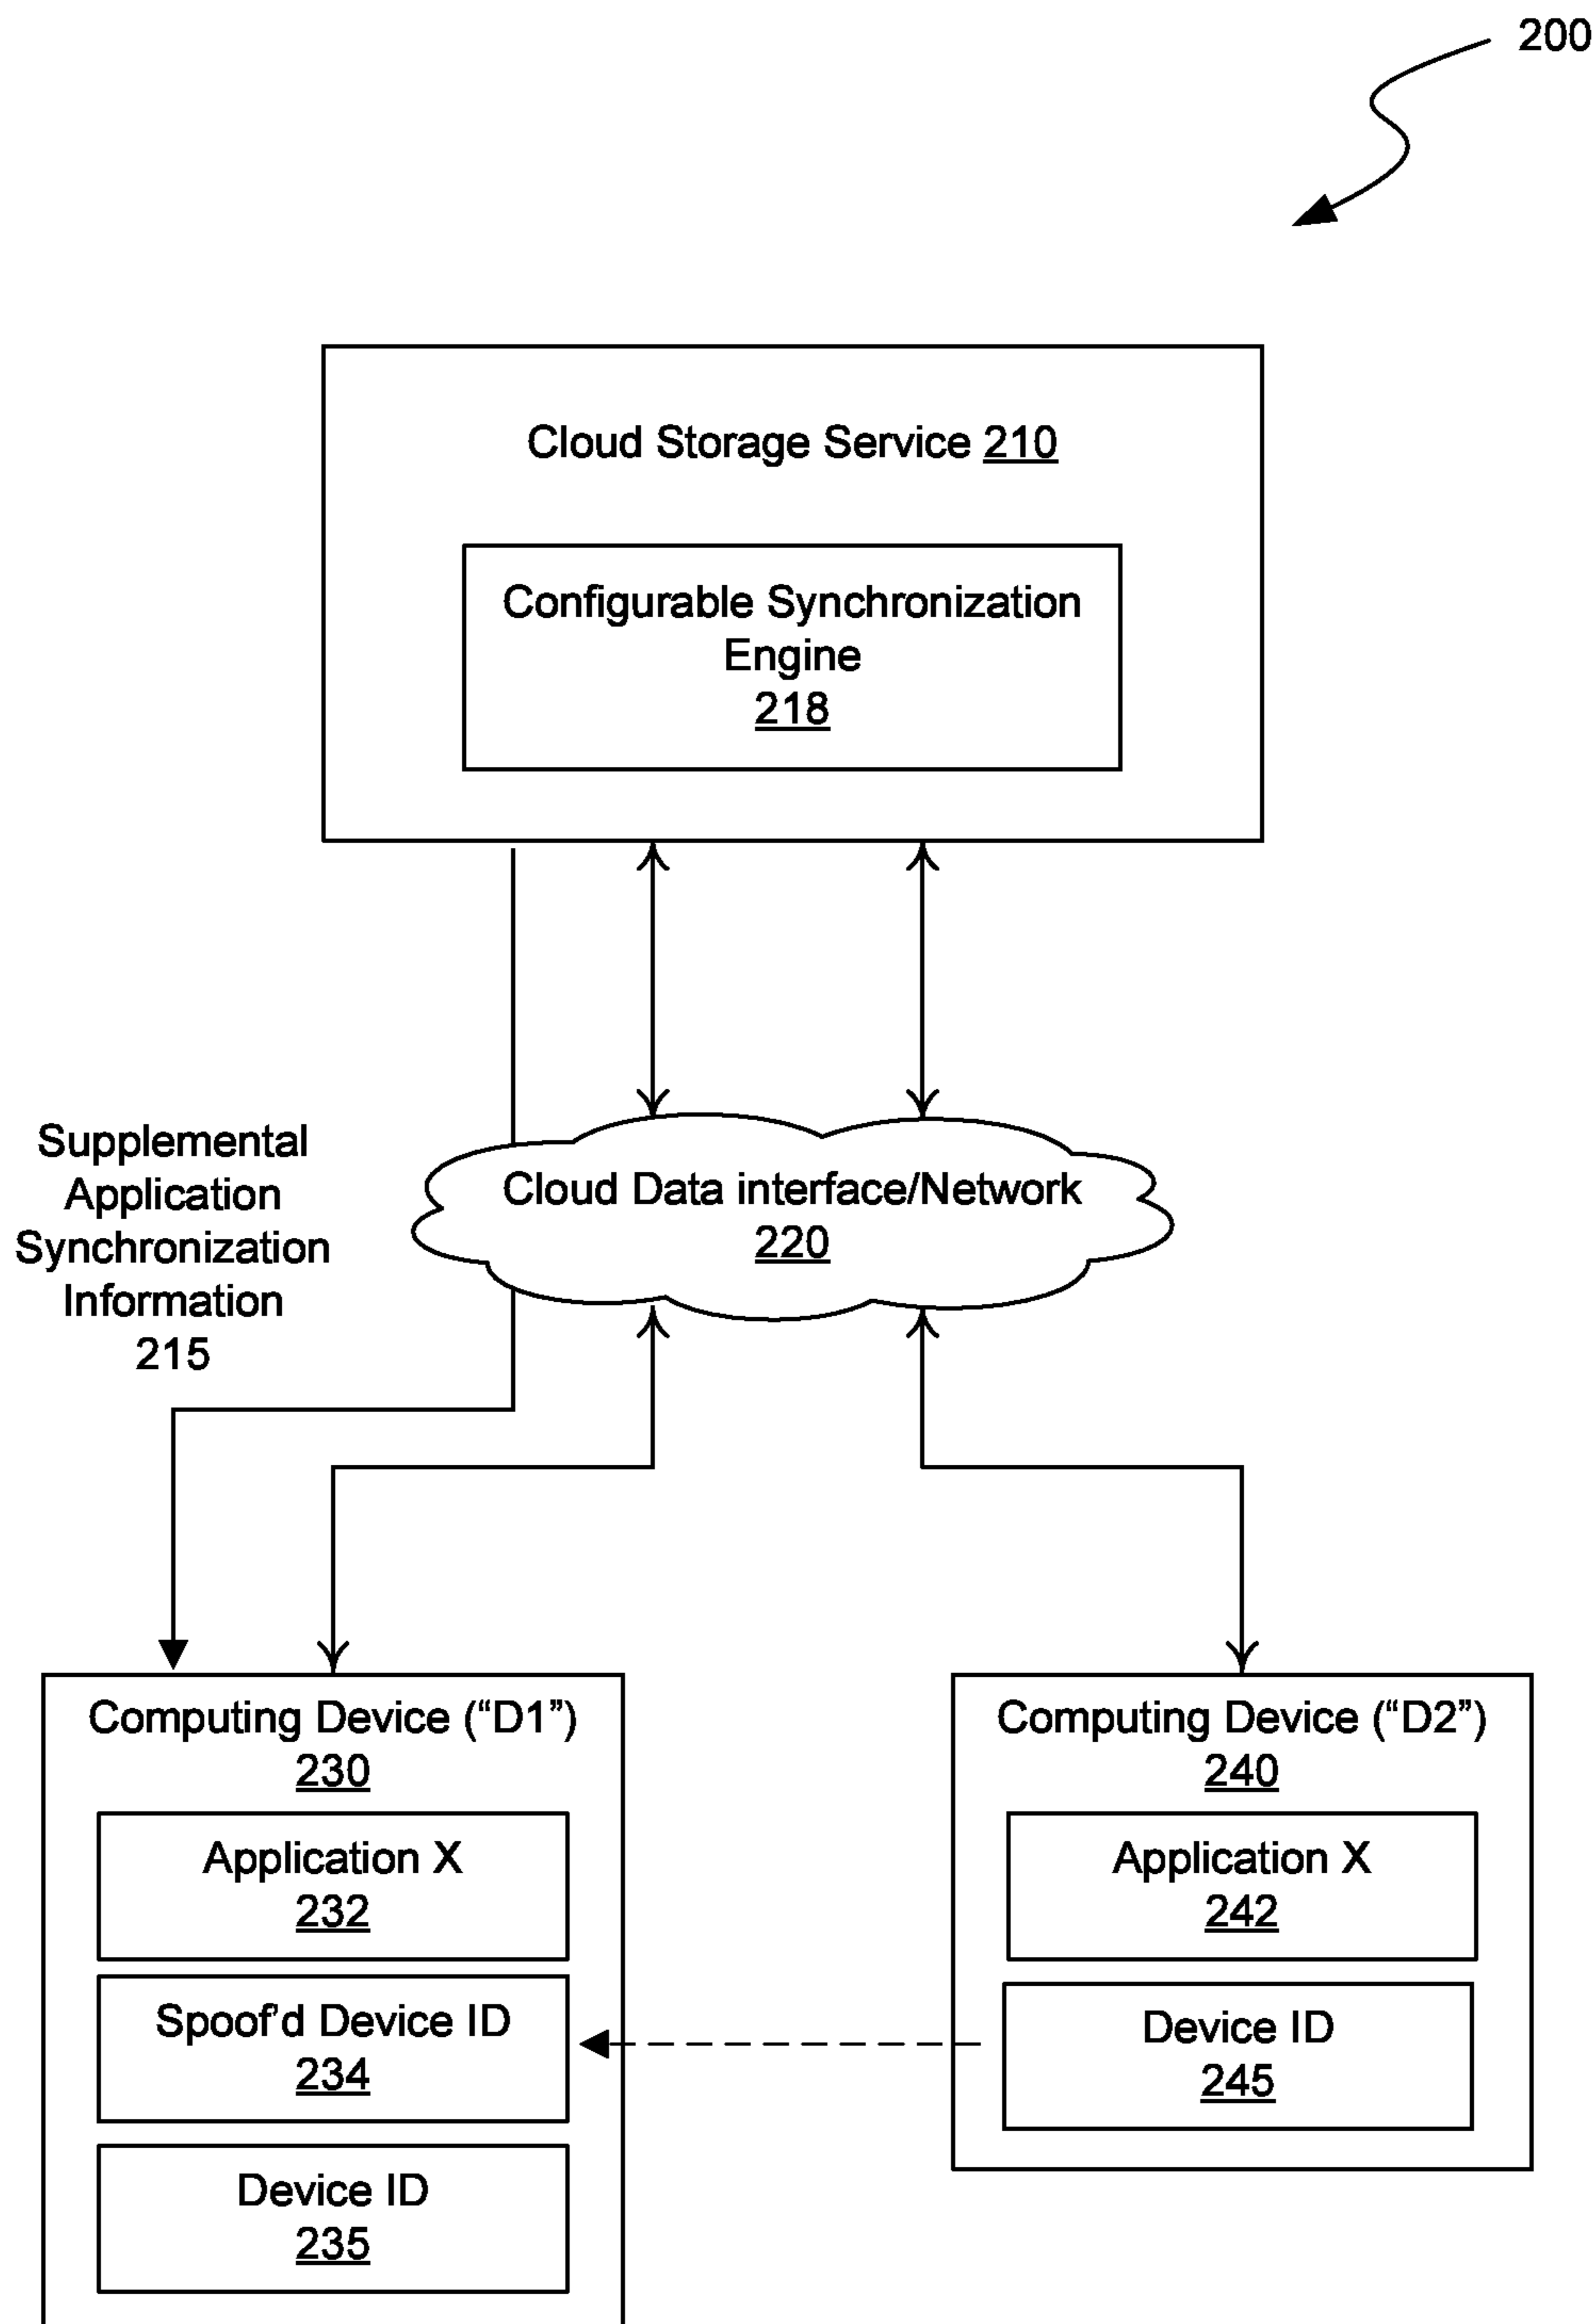 200
Cloud Storage Service 210
Configurable Synchronization
Engine
218
Supplemental
Application
Synchronization
Information
215
Cloud Data interface/Network
220
Computing Device (“D1”)
230
Application X
232
Spoof’d Device ID
234
Device ID
235
Computing Device (“D2”)
240
Application X
242
Device ID
245